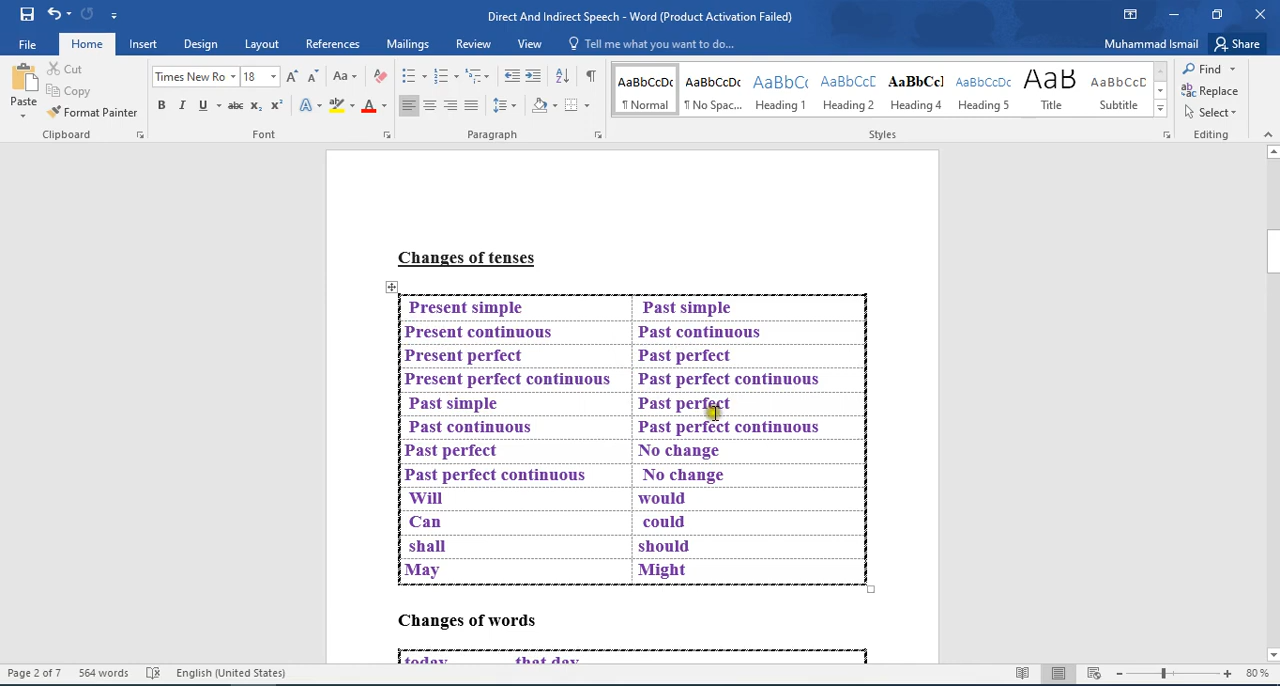 Direct And Indirect Speech - Word (Product Activation Failed)
File Home Insert Design Layout References Mailings Review View Tell me what you want to do... Muhammad Ismail Share
Paste Cut Copy Format Painter
Times New Ro 18
AaBbCcDc AaBbCcDc AaBbCc AaBbCcD AaBbCcI AaBbCcDc AaB AaBbCcD
¶ Normal ¶ No Spac... Heading 1 Heading 2 Heading 4 Heading 5 Title Subtitle
Find
Replace
Select
Clipboard Font Paragraph Styles Editing
Changes of tenses
Present simple Past simple
Present continuous Past continuous
Present perfect Past perfect
Present perfect continuous Past perfect continuous
Past simple Past perfect
Past continuous Past perfect continuous
Past perfect No change
Past perfect continuous No change
Will would
Can could
shall should
May Might
Changes of words
today that day
Page 2 of 7 564 words English (United States) 80%